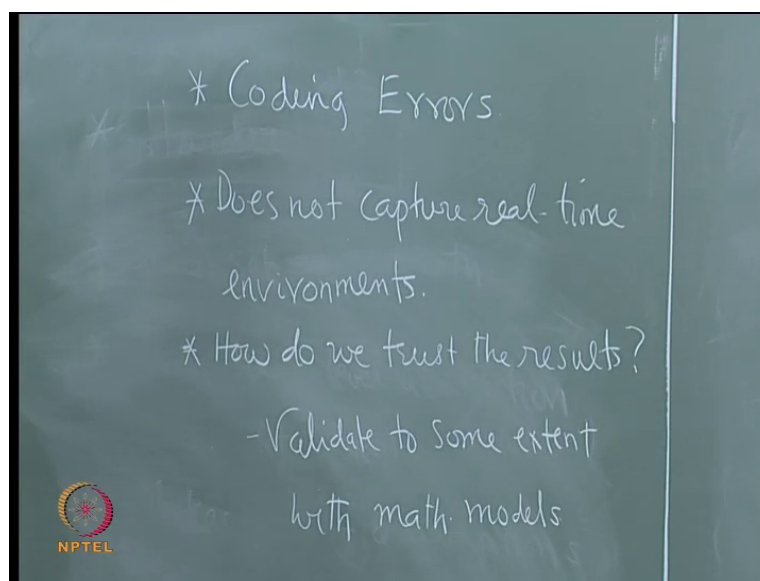 * Coding Errors.
* Does not capture real-time
environments.
* How do we trust the results?
- Validate to some extent
with math. models
NPTEL